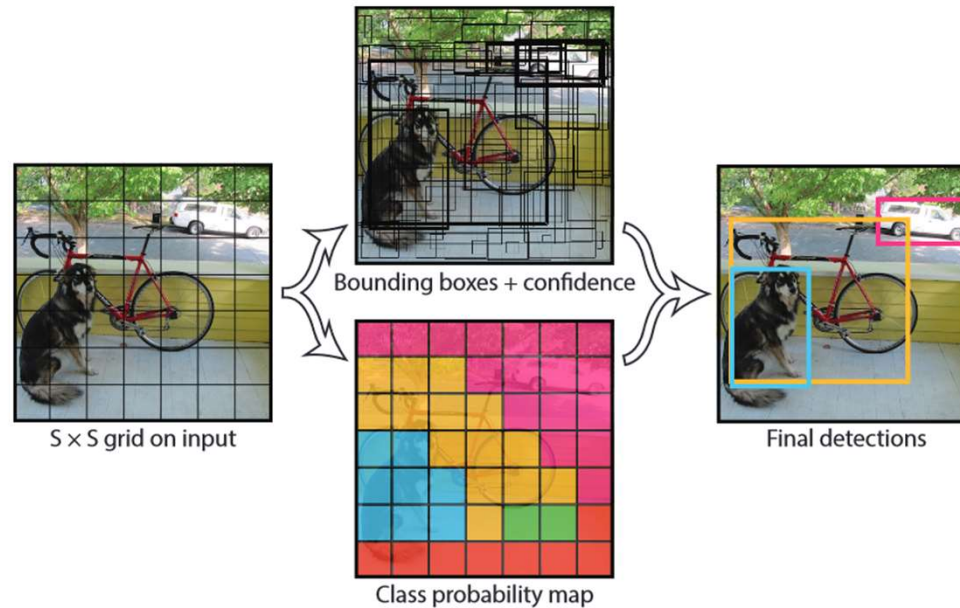 S × S grid on input
Bounding boxes + confidence
Class probability map
Final detections